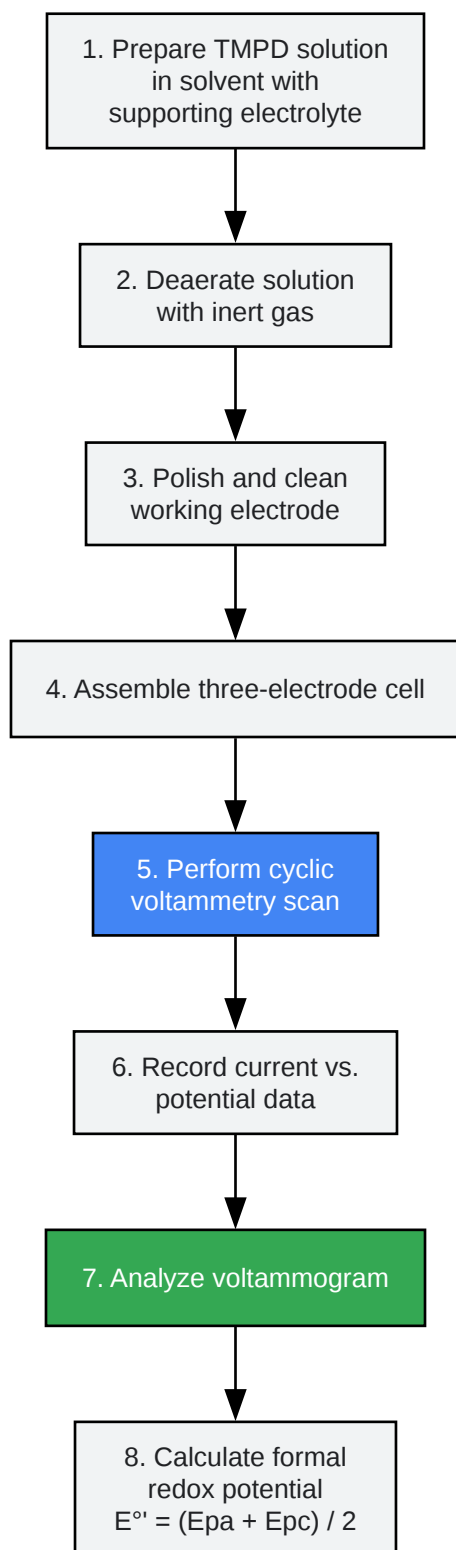 1. Prepare TMPD solution
in solvent with
supporting electrolyte
2. Deaerate solution
with inert gas
3. Polish and clean
working electrode
4. Assemble three-electrode cell
5. Perform cyclic
voltammetry scan
6. Record current vs.
potential data
7. Analyze voltammogram
8. Calculate formal
redox potential
E°' = (Epa + Epc) / 2